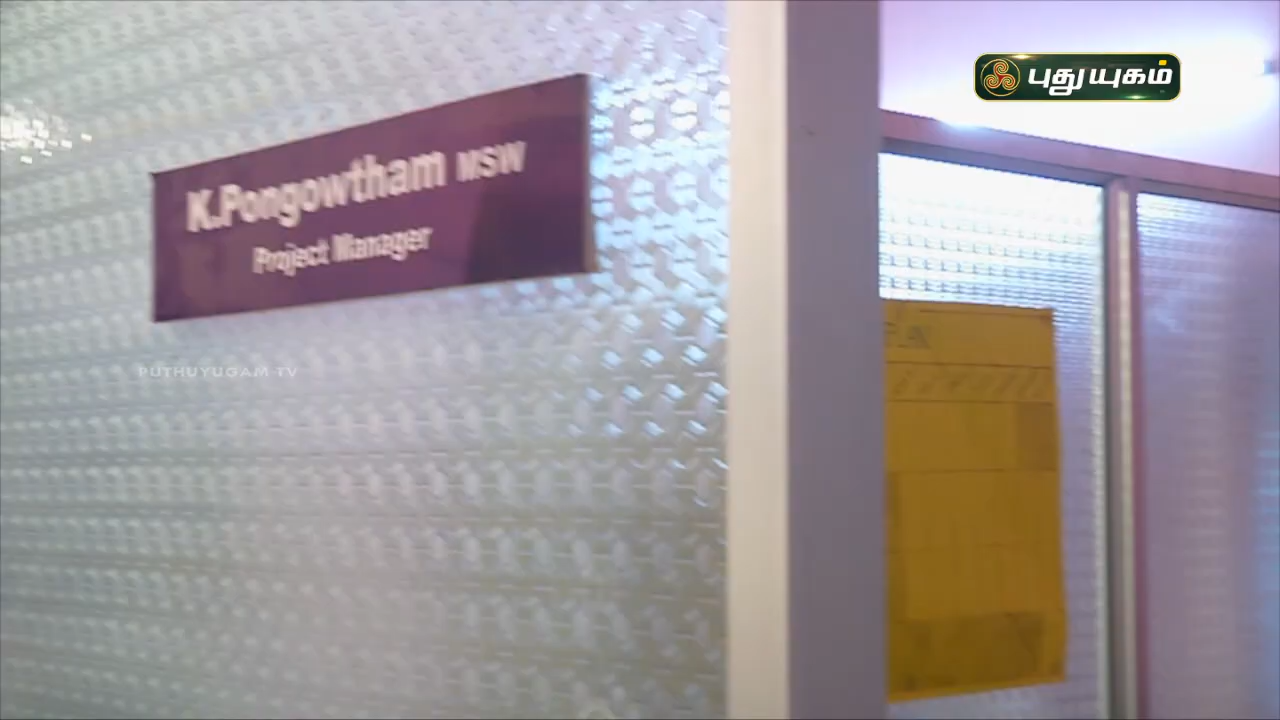 புதுயுகம்
K.Pongowtham MSW
Project Manager
PUTHUYUGAM TV